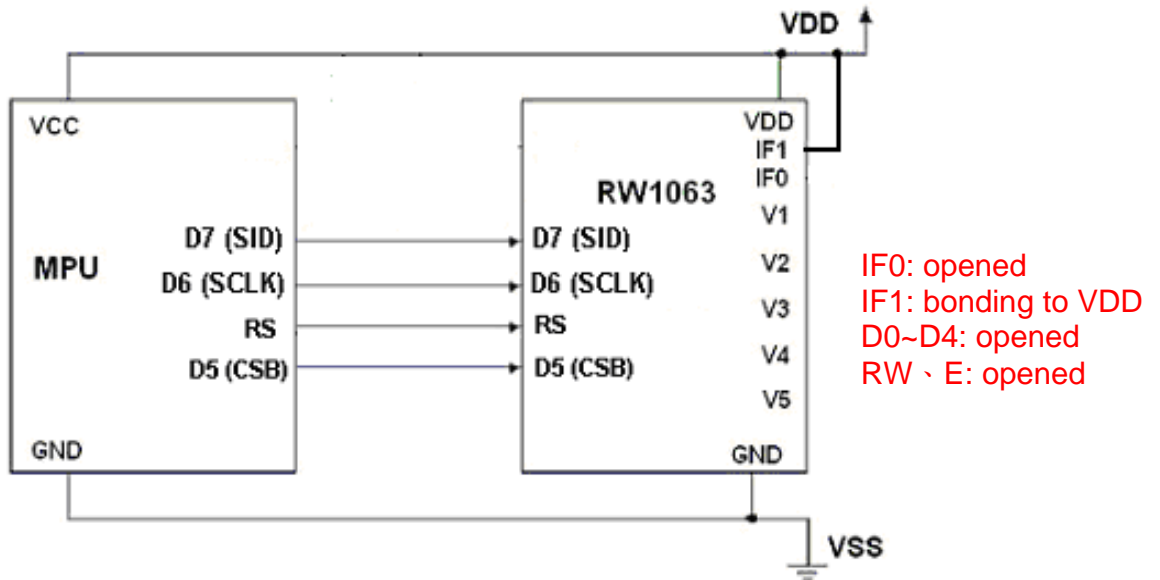 VDD
VCC
MPU
D7 (SID)
D6 (SCLK)
RS
D5 (CSB)
GND
RW1063
D7 (SID)
D6 (SCLK)
RS
D5 (CSB)
VDD
IF1
IF0
V1
V2
V3
V4
V5
GND
VSS
IF0: opened
IF1: bonding to VDD
D0~D4: opened
RW、E: opened